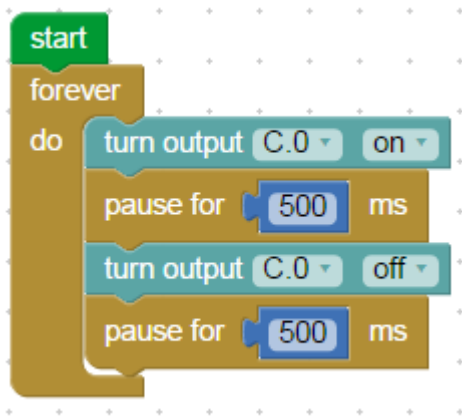 start
forever
do turn output C.0 on
pause for 500 ms
turn output C.0 off
pause for 500 ms